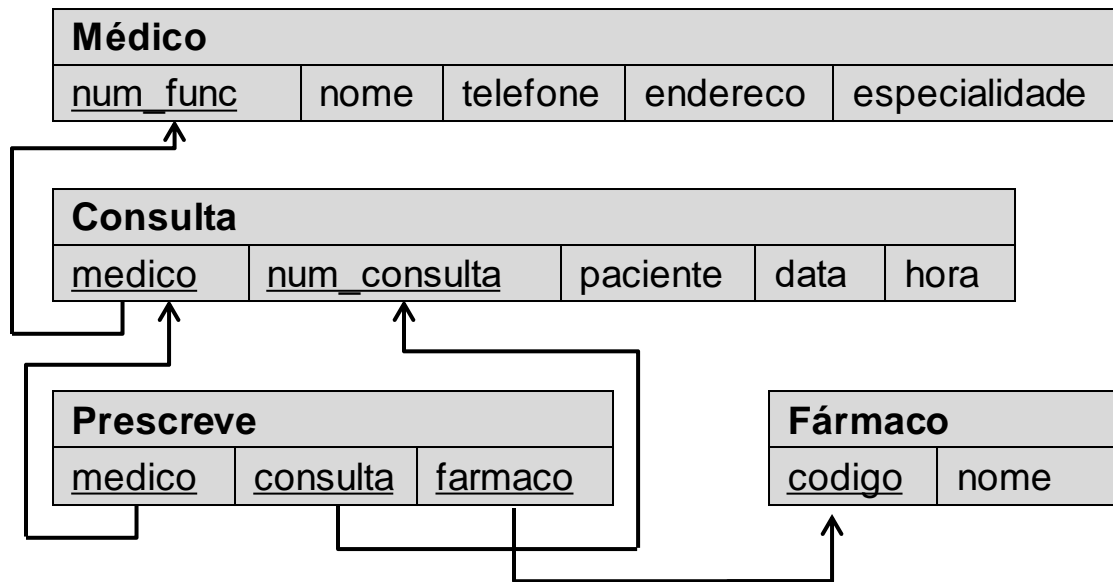 Médico
num_func nome telefone endereco especialidade
Consulta
medico num_consulta paciente data hora
Prescreve
medico consulta farmaco
Fármaco
codigo nome